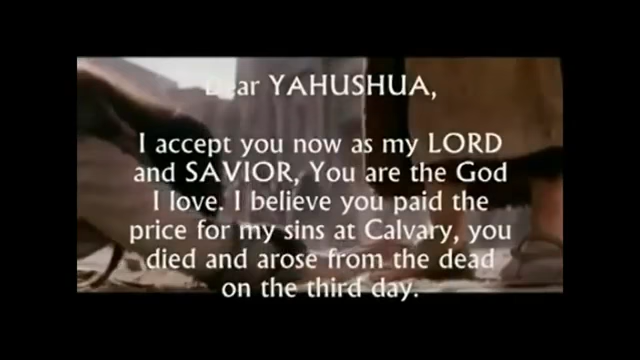 Dear YAHUSHUA,
I accept you now as my LORD
and SAVIOR, You are the God
I love. I believe you paid the
price for my sins at Calvary, you
died and arose from the dead
on the third day.